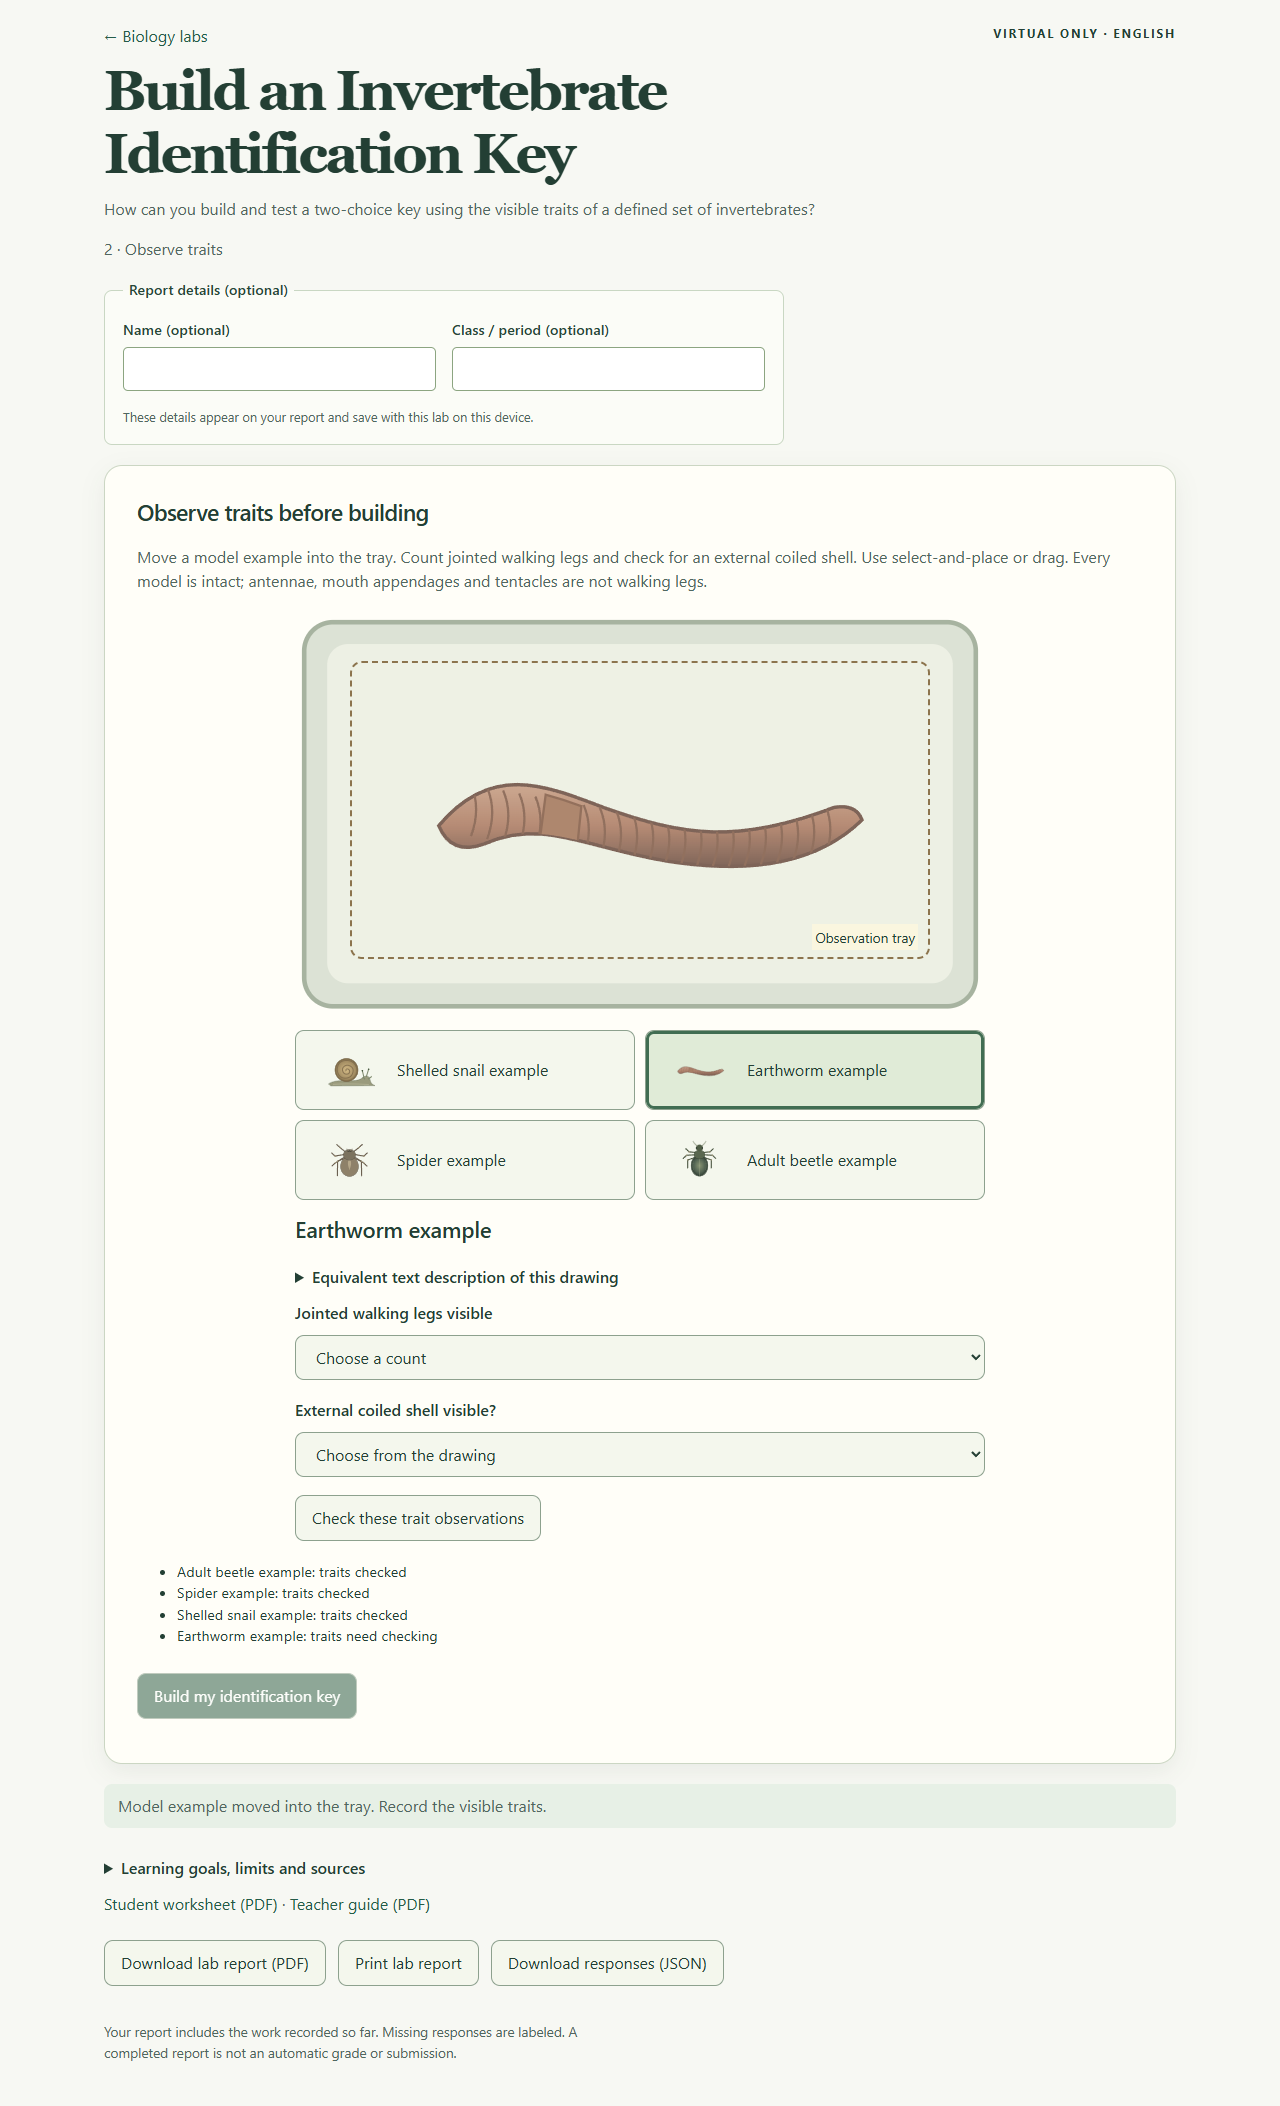 ← Biology labs
VIRTUAL ONLY · ENGLISH
Build an Invertebrate
Identification Key
How can you build and test a two-choice key using the visible traits of a defined set of invertebrates?
2 · Observe traits
Report details (optional)
Name (optional)
Class / period (optional)
These details appear on your report and save with this lab on this device.
Observe traits before building
Move a model example into the tray. Count jointed walking legs and check for an external coiled shell. Use select-and-place or drag. Every
model is intact; antennae, mouth appendages and tentacles are not walking legs.
Observation tray
Shelled snail example
Earthworm example
Spider example
Adult beetle example
Earthworm example
▶ Equivalent text description of this drawing
Jointed walking legs visible
Choose a count
External coiled shell visible?
Choose from the drawing
Check these trait observations
• Adult beetle example: traits checked
• Spider example: traits checked
• Shelled snail example: traits checked
• Earthworm example: traits need checking
Build my identification key
Model example moved into the tray. Record the visible traits.
▶ Learning goals, limits and sources
Student worksheet (PDF) · Teacher guide (PDF)
Download lab report (PDF)
Print lab report
Download responses (JSON)
Your report includes the work recorded so far. Missing responses are labeled. A
completed report is not an automatic grade or submission.